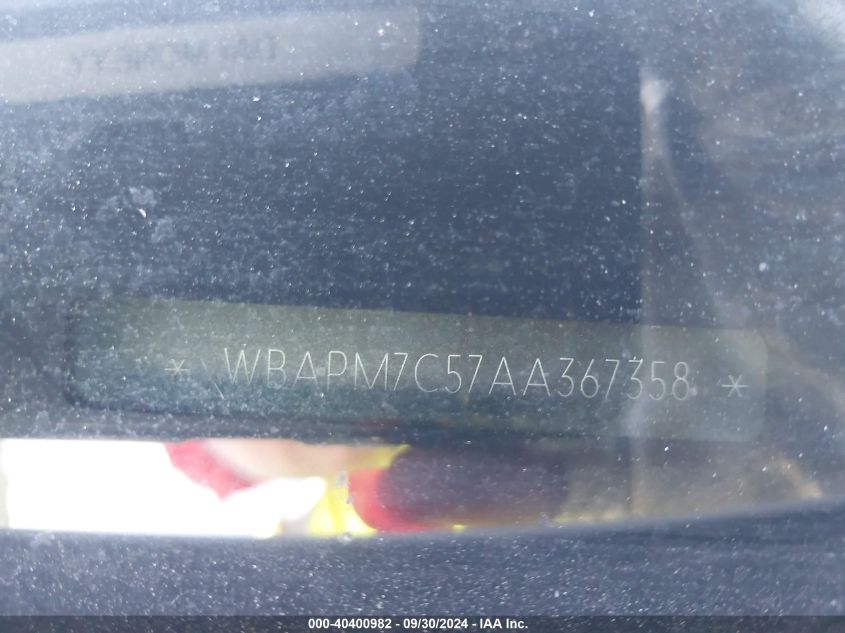 * WBAPM7C57AA367358 *
000-40400982 - 09/30/2024 - IAA Inc.